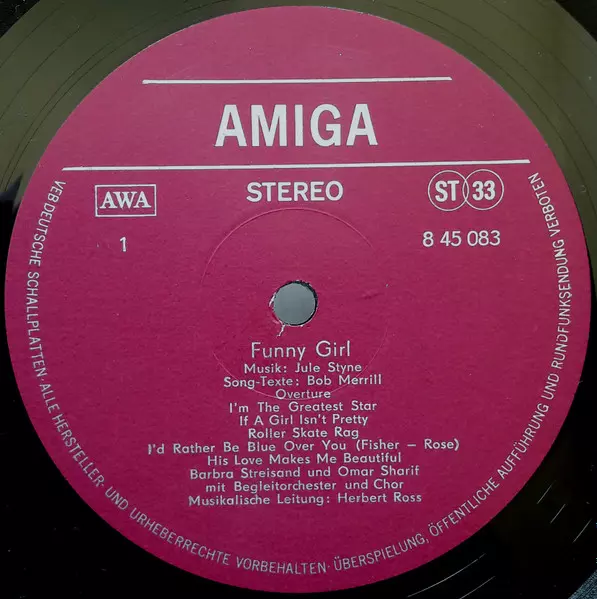 AMIGA
AWA
STEREO
ST 33
1
8 45 083
Funny Girl
Musik: Jule Styne
Song-Texte: Bob Merrill
Overture
I'm The Greatest Star
If A Girl Isn't Pretty
Roller Skate Rag
I'd Rather Be Blue Over You (Fisher – Rose)
His Love Makes Me Beautiful
Barbra Streisand und Omar Sharif
mit Begleitorchester und Chor
Musikalische Leitung: Herbert Ross
VEB DEUTSCHE SCHALLPLATTEN · ALLE HERSTELLER- UND URHEBERRECHTE VORBEHALTEN · ÜBERSPIELUNG, ÖFFENTLICHE AUFFÜHRUNG UND RUNDFUNKSENDUNG VERBOTEN